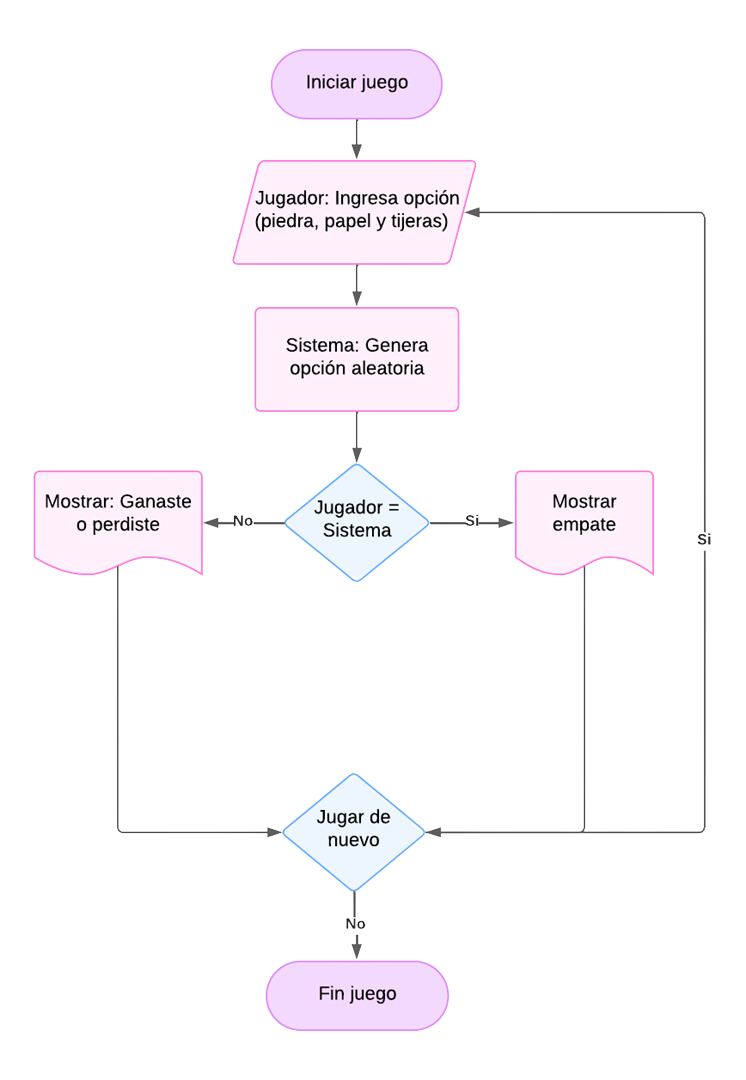 Iniciar juego
Jugador: Ingresa opción
(piedra, papel y tijeras)
Sistema: Genera
opción aleatoria
Jugador =
Sistema
No
Si
Mostrar: Ganaste
o perdiste
Mostrar
empate
Si
Jugar de
nuevo
No
Fin juego